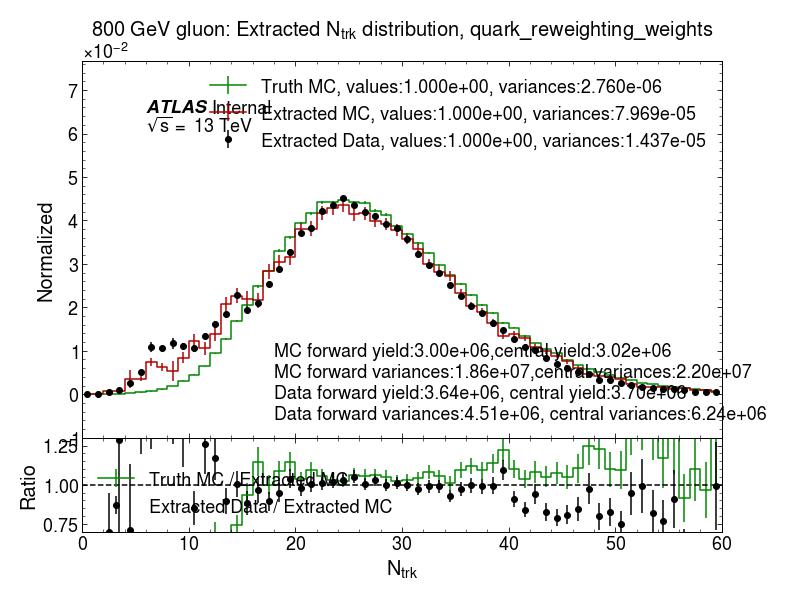 800 GeV gluon: Extracted N_trk distribution, quark_reweighting_weights
×10⁻²
Truth MC, values:1.000e+00, variances:2.760e-06
ATLAS Internal
Extracted MC, values:1.000e+00, variances:7.969e-05
√s = 13 TeV
Extracted Data, values:1.000e+00, variances:1.437e-05
7
6
5
4
3
2
1
0
-1
Normalized
MC forward yield:3.00e+06,central yield:3.02e+06
MC forward variances:1.86e+07,central variances:2.20e+07
Data forward yield:3.64e+06, central yield:3.70e+06
Data forward variances:4.51e+06, central variances:6.24e+06
1.25
1.00
0.75
Ratio
Truth MC / Extracted MC
Extracted Data / Extracted MC
0 10 20 30 40 50 60
N_trk